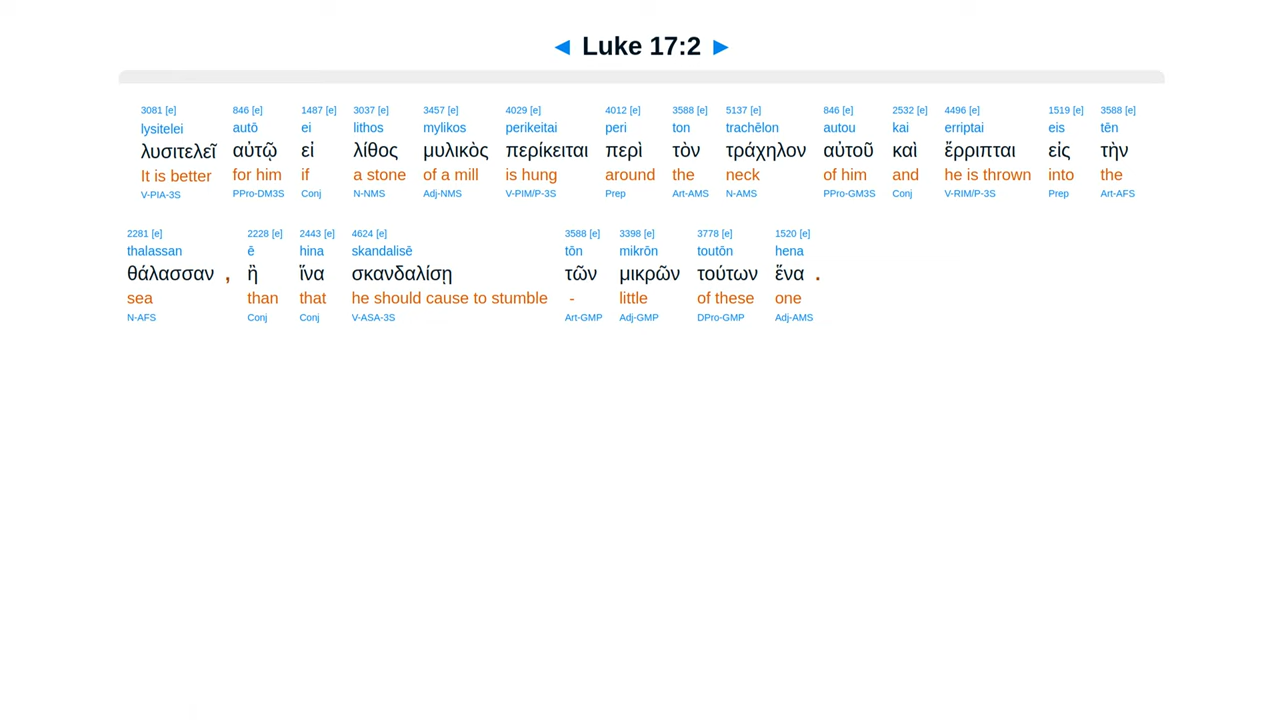 ◄ Luke 17:2 ►
3081 [e] 846 [e] 1487 [e] 3037 [e] 3457 [e] 4029 [e] 4012 [e] 3588 [e] 5137 [e] 846 [e] 2532 [e] 4496 [e] 1519 [e] 3588 [e]
lysitelei autō ei lithos mylikos perikeitai peri ton trachēlon autou kai erriptai eis tēn
λυσιτελεῖ αὐτῷ εἰ λίθος μυλικὸς περίκειται περὶ τὸν τράχηλον αὐτοῦ καὶ ἔρριπται εἰς τὴν
It is better for him if a stone of a mill is hung around the neck of him and he is thrown into the
V-PIA-3S PPro-DM3S Conj N-NMS Adj-NMS V-PIM/P-3S Prep Art-AMS N-AMS PPro-GM3S Conj V-RIM/P-3S Prep Art-AFS
2281 [e] 2228 [e] 2443 [e] 4624 [e] 3588 [e] 3398 [e] 3778 [e] 1520 [e]
thalassan ē hina skandalisē tōn mikrōn toutōn hena
θάλασσαν , ἢ ἵνα σκανδαλίσῃ τῶν μικρῶν τούτων ἕνα .
sea than that he should cause to stumble - little of these one
N-AFS Conj Conj V-ASA-3S Art-GMP Adj-GMP DPro-GMP Adj-AMS